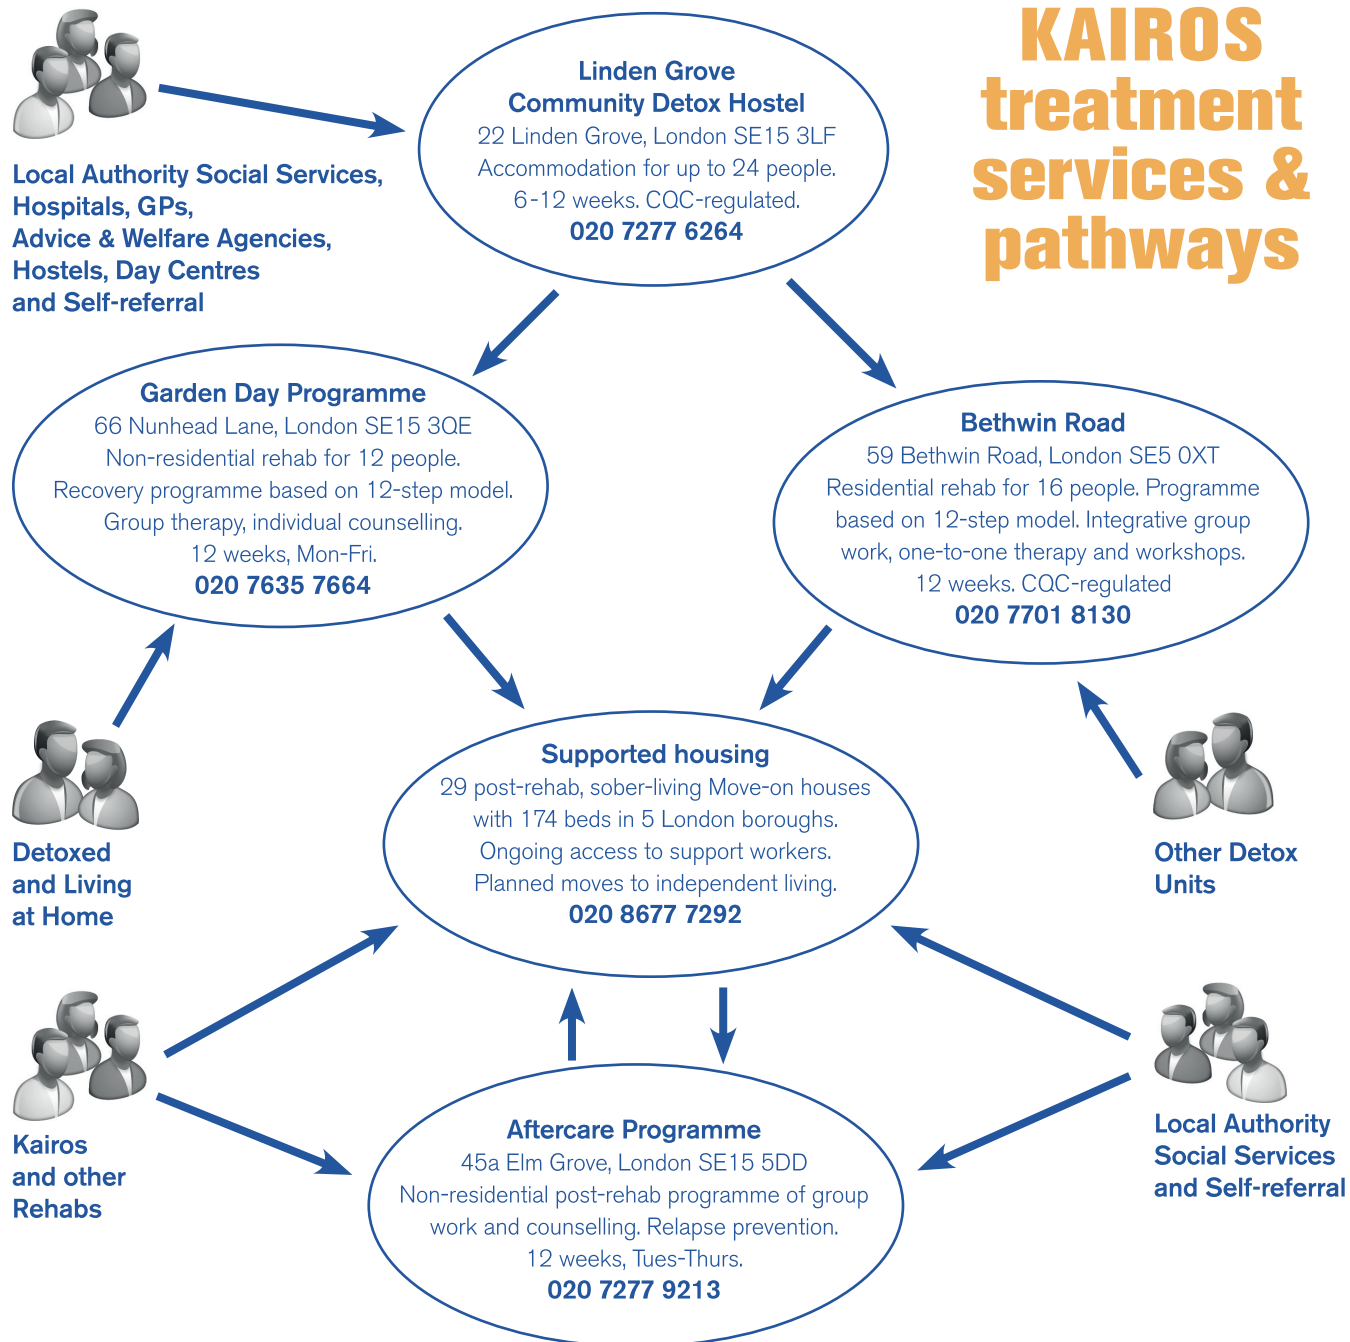 KAIROS
treatment
services &
pathways
Linden Grove
Community Detox Hostel
22 Linden Grove, London SE15 3LF
Accommodation for up to 24 people.
6-12 weeks. CQC-regulated.
020 7277 6264
Local Authority Social Services,
Hospitals, GPs,
Advice & Welfare Agencies,
Hostels, Day Centres
and Self-referral
Garden Day Programme
66 Nunhead Lane, London SE15 3QE
Non-residential rehab for 12 people.
Recovery programme based on 12-step model.
Group therapy, individual counselling.
12 weeks, Mon-Fri.
020 7635 7664
Bethwin Road
59 Bethwin Road, London SE5 0XT
Residential rehab for 16 people. Programme
based on 12-step model. Integrative group
work, one-to-one therapy and workshops.
12 weeks. CQC-regulated
020 7701 8130
Supported housing
29 post-rehab, sober-living Move-on houses
with 174 beds in 5 London boroughs.
Ongoing access to support workers.
Planned moves to independent living.
020 8677 7292
Detoxed
and Living
at Home
Other Detox
Units
Kairos
and other
Rehabs
Local Authority
Social Services
and Self-referral
Aftercare Programme
45a Elm Grove, London SE15 5DD
Non-residential post-rehab programme of group
work and counselling. Relapse prevention.
12 weeks, Tues-Thurs.
020 7277 9213